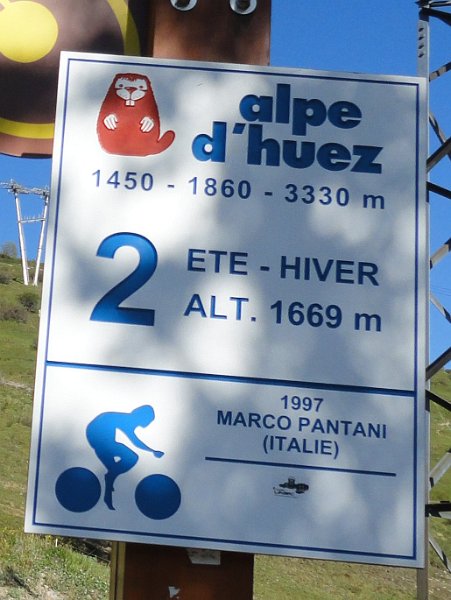 alpe
d'huez
1450 - 1860 - 3330 m
2
ETE - HIVER
ALT. 1669 m
1997
MARCO PANTANI
(ITALIE)